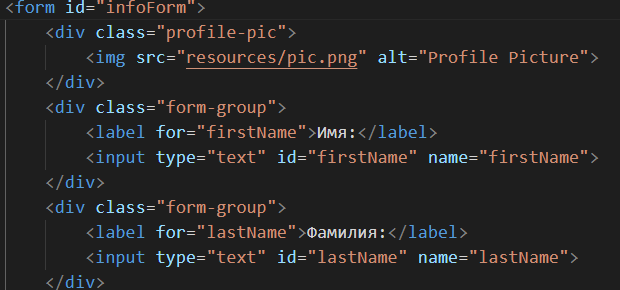 <form id="infoForm">
<div class="profile-pic">
<img src="resources/pic.png" alt="Profile Picture">
</div>
<div class="form-group">
<label for="firstName">Имя:</label>
<input type="text" id="firstName" name="firstName">
</div>
<div class="form-group">
<label for="lastName">Фамилия:</label>
<input type="text" id="lastName" name="lastName">
</div>